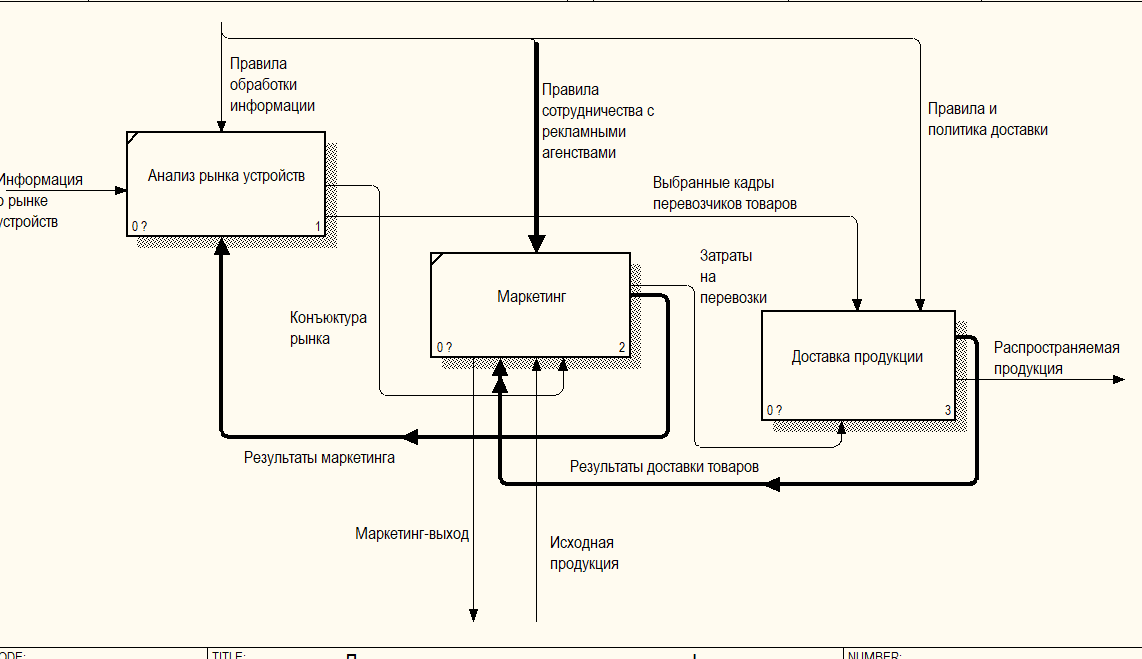 Правила
обработки
информации
Правила
сотрудничества с
рекламными
агенствами
Правила и
политика доставки
Информация
о рынке
устройств
Анализ рынка устройств
0 ?
1
Выбранные кадры
перевозчиков товаров
Затраты
на
перевозки
Маркетинг
0 ?
2
Конъюктура
рынка
Доставка продукции
0 ?
3
Распространяемая
продукция
Результаты маркетинга
Результаты доставки товаров
Маркетинг-выход
Исходная
продукция
TITLE:
NUMBER: